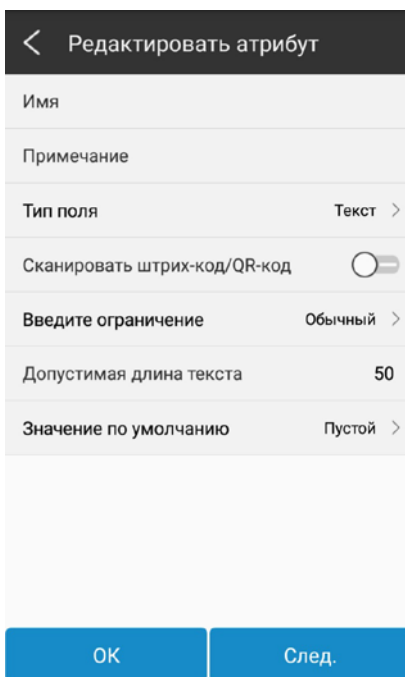 Редактировать атрибут
Имя
Примечание
Тип поля Текст
Сканировать штрих-код/QR-код
Введите ограничение Обычный
Допустимая длина текста 50
Значение по умолчанию Пустой
ОК След.